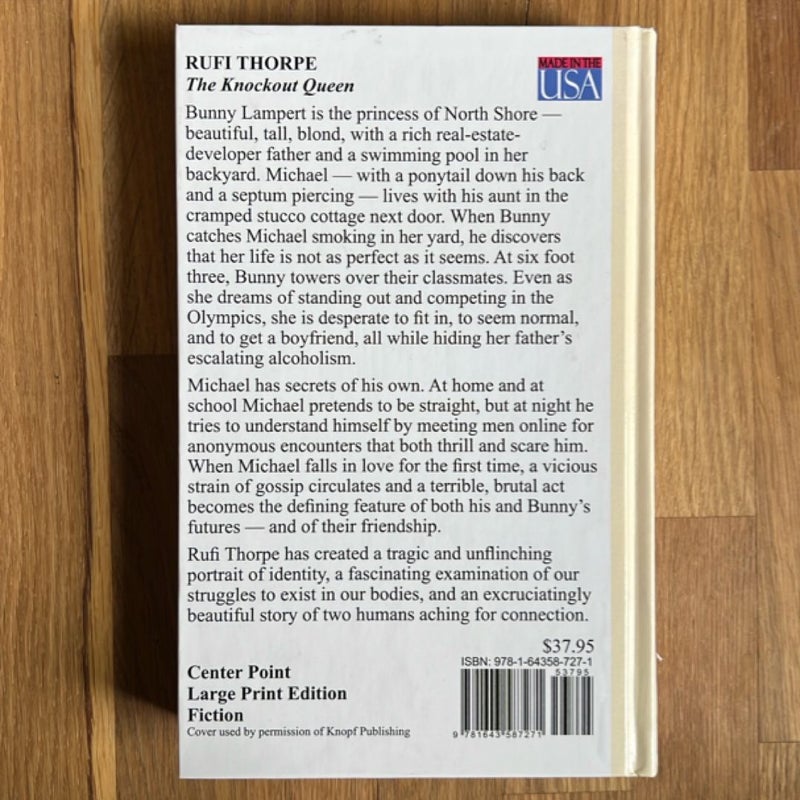 RUFI THORPE
The Knockout Queen
MADE IN THE
USA
Bunny Lampert is the princess of North Shore —
beautiful, tall, blond, with a rich real-estate-
developer father and a swimming pool in her
backyard. Michael — with a ponytail down his back
and a septum piercing — lives with his aunt in the
cramped stucco cottage next door. When Bunny
catches Michael smoking in her yard, he discovers
that her life is not as perfect as it seems. At six foot
three, Bunny towers over their classmates. Even as
she dreams of standing out and competing in the
Olympics, she is desperate to fit in, to seem normal,
and to get a boyfriend, all while hiding her father’s
escalating alcoholism.
Michael has secrets of his own. At home and at
school Michael pretends to be straight, but at night he
tries to understand himself by meeting men online for
anonymous encounters that both thrill and scare him.
When Michael falls in love for the first time, a vicious
strain of gossip circulates and a terrible, brutal act
becomes the defining feature of both his and Bunny’s
futures — and of their friendship.
Rufi Thorpe has created a tragic and unflinching
portrait of identity, a fascinating examination of our
struggles to exist in our bodies, and an excruciatingly
beautiful story of two humans aching for connection.
$37.95
ISBN: 978-1-64358-727-1
53795
9 781643 587271
Center Point
Large Print Edition
Fiction
Cover used by permission of Knopf Publishing